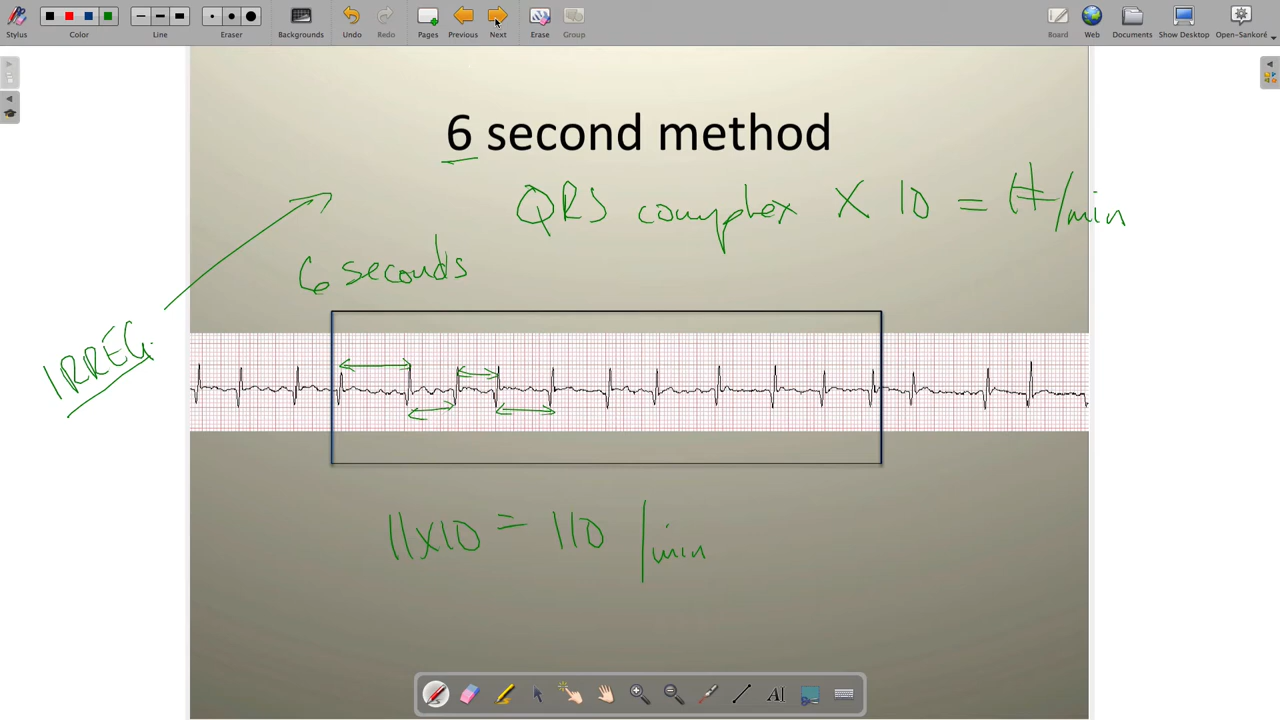 Stylus Color Line Eraser Backgrounds Undo Redo Pages Previous Next Erase Group Board Web Documents Show Desktop Open-Sankoré
6 second method
QRS complex X 10 = #/min
6 seconds
IRREG.
11x10 = 110 /min
AI